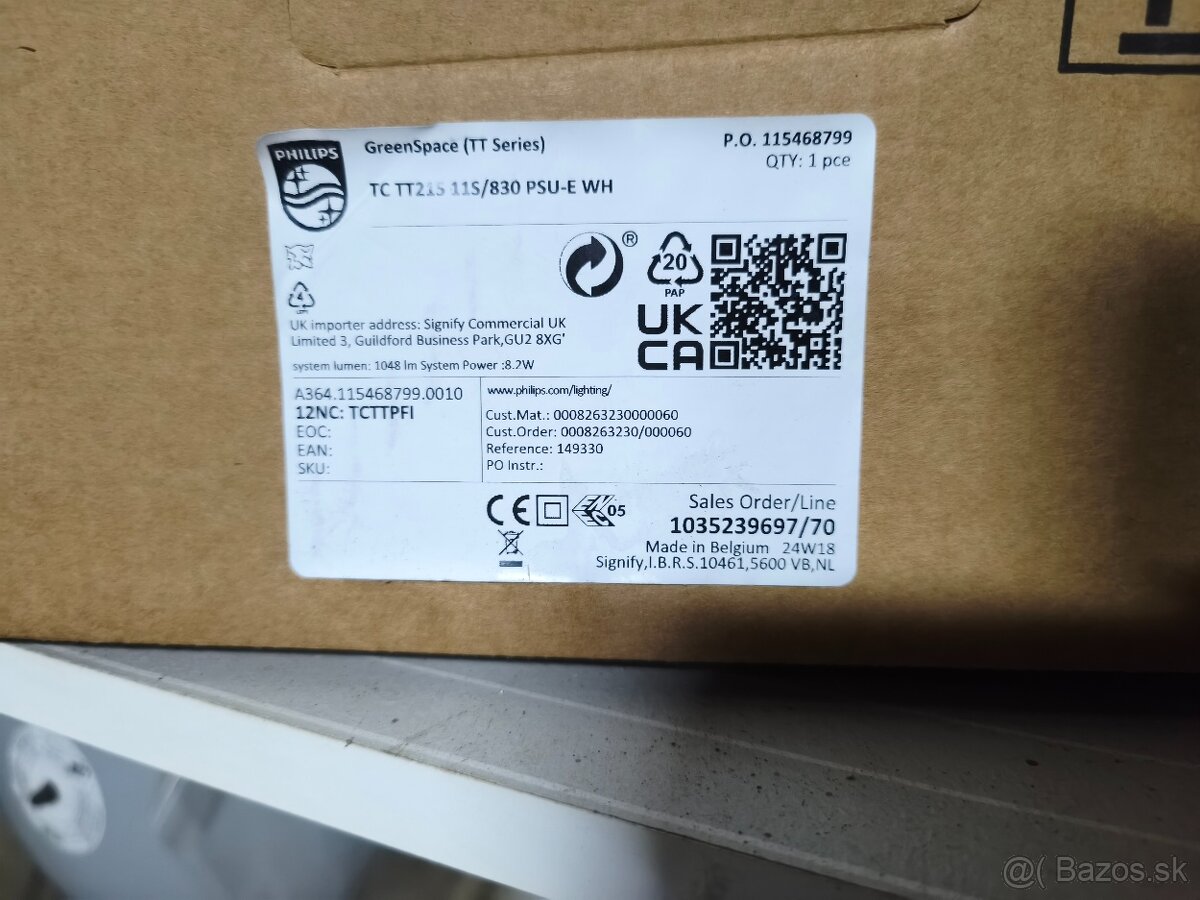 PHILIPS
GreenSpace (TT Series)
P.O. 115468799
QTY: 1 pce
TC TT215 11S/830 PSU-E WH
®
20
PAP
4
UK
CA
UK importer address: Signify Commercial UK
Limited 3, Guildford Business Park,GU2 8XG'
system lumen: 1048 lm System Power :8.2W
A364.115468799.0010
12NC: TCTTPFI
EOC:
EAN:
SKU:
www.philips.com/lighting/
Cust.Mat.: 0008263230000060
Cust.Order: 0008263230/000060
Reference: 149330
PO Instr.:
CE
05
Sales Order/Line
1035239697/70
Made in Belgium 24W18
Signify,I.B.R.S.10461,5600 VB,NL
@( Bazos.sk